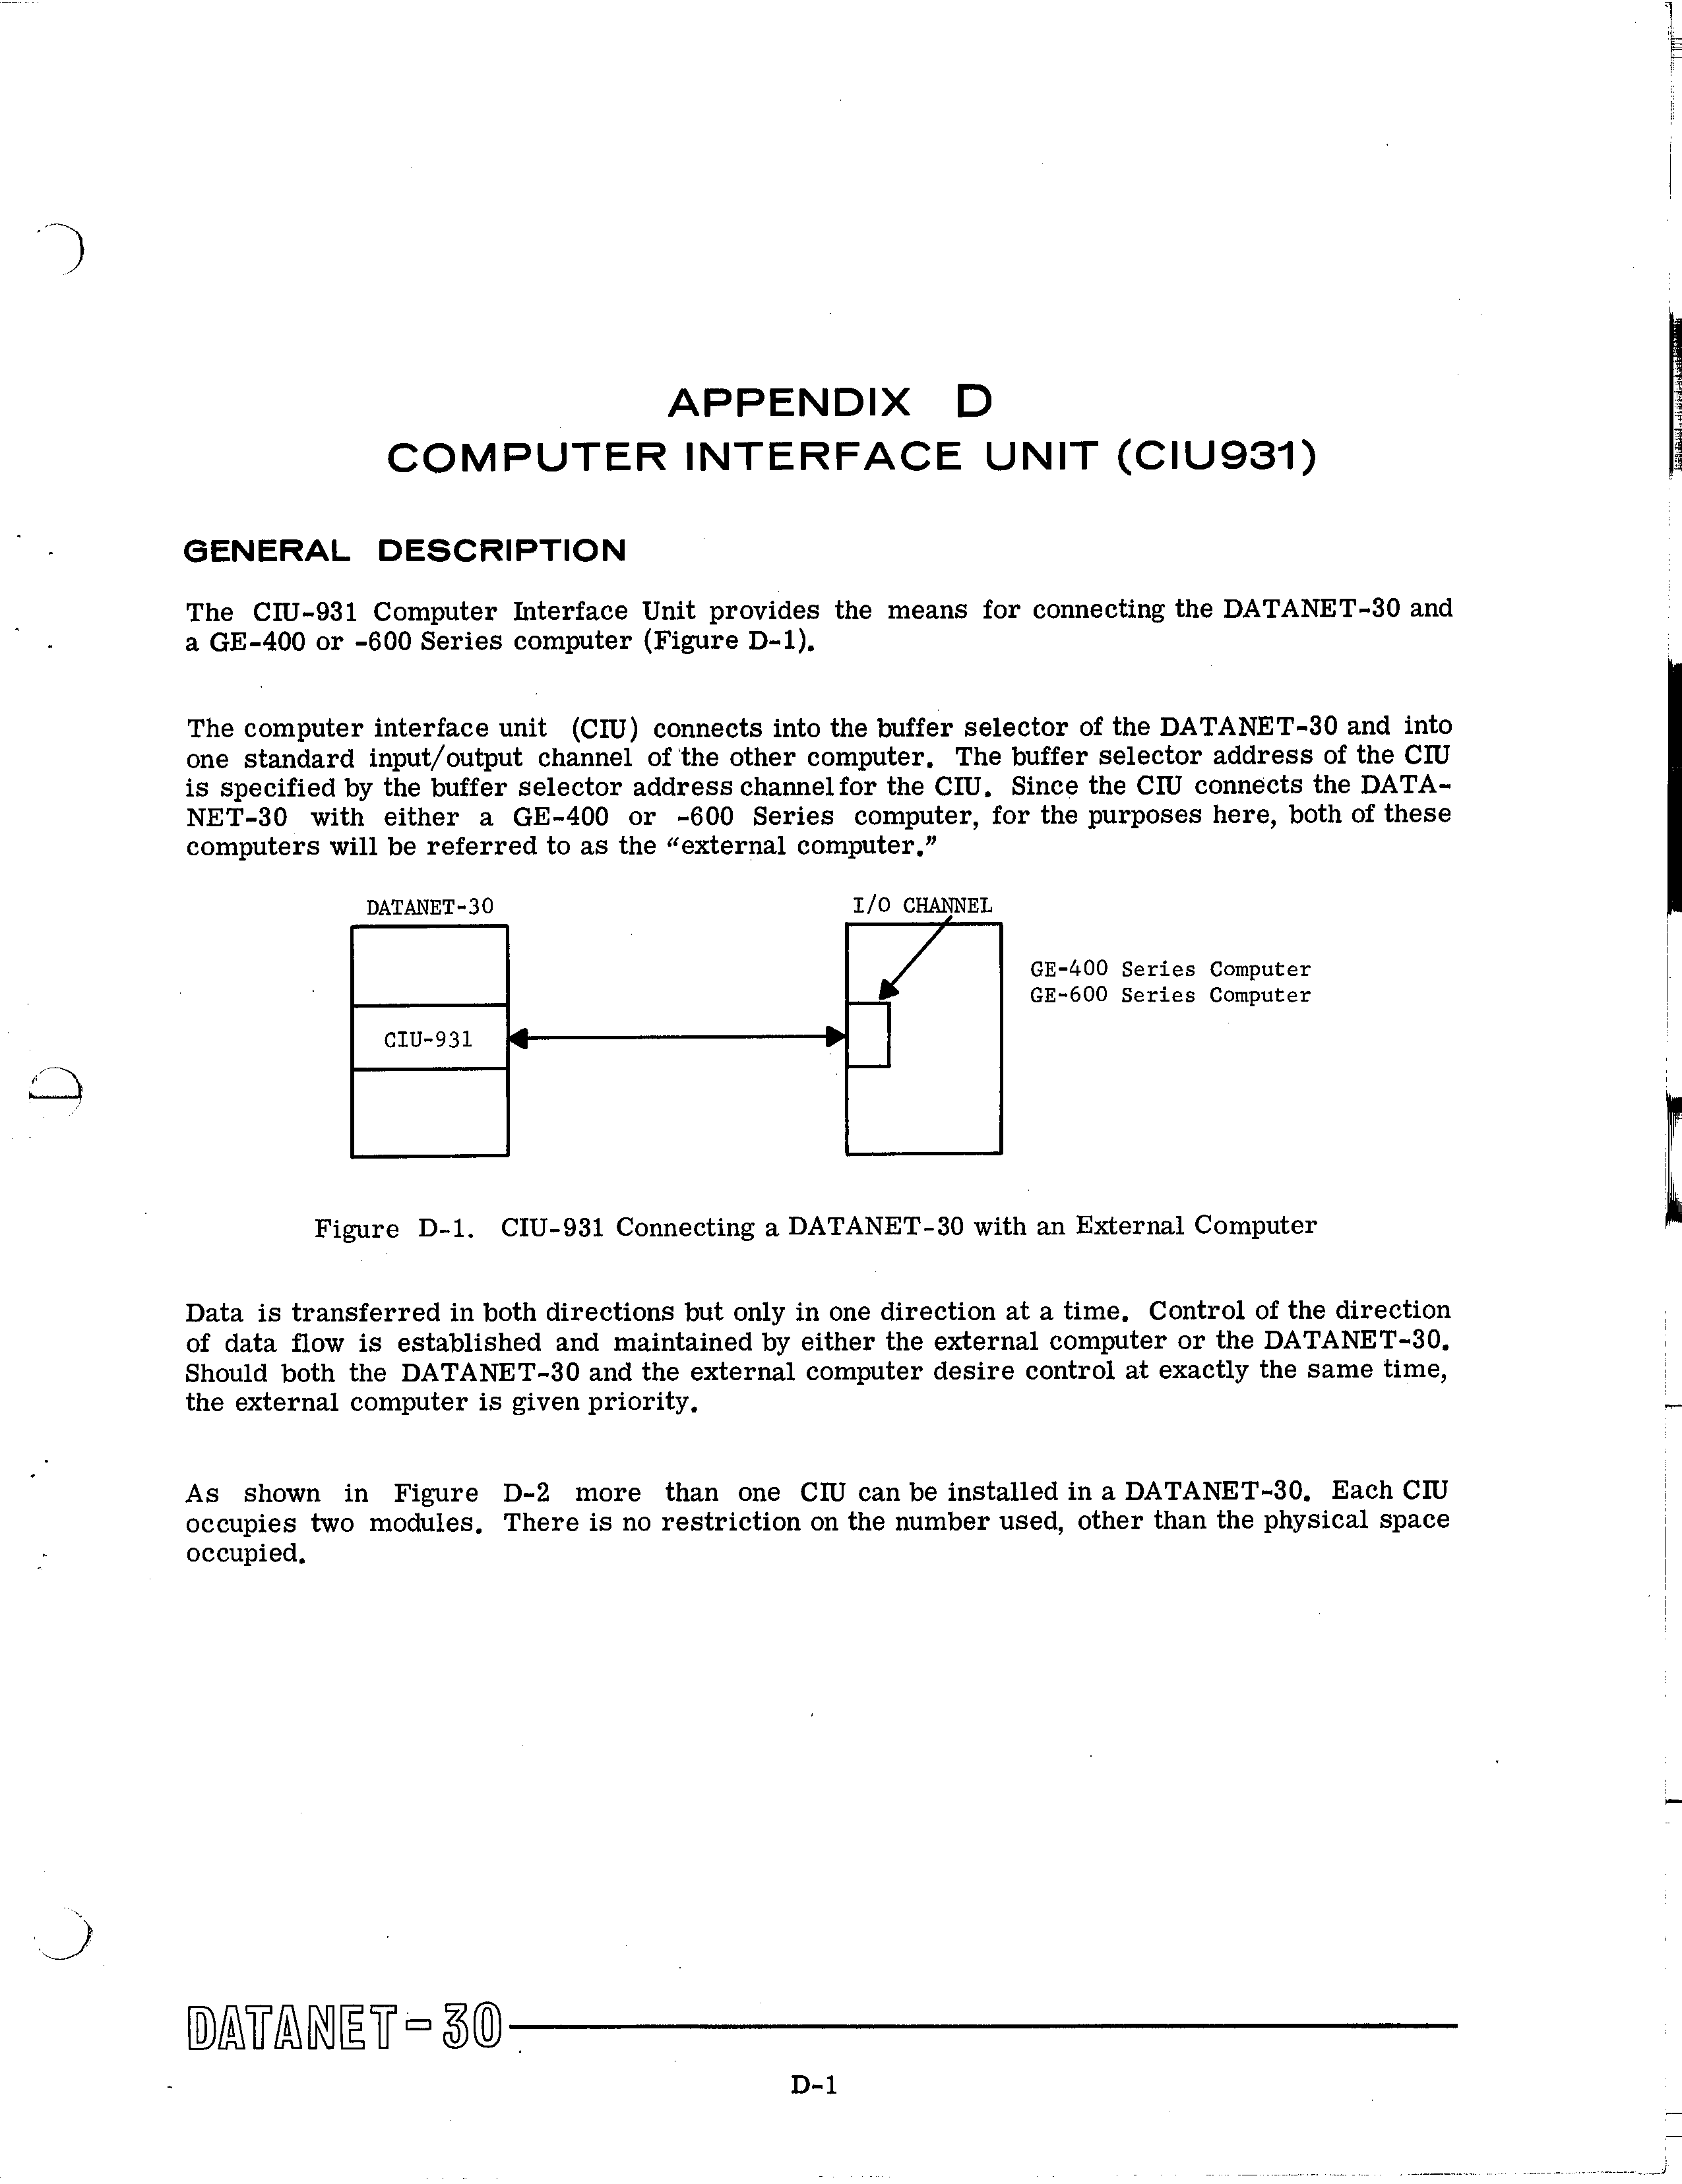 APPENDIX D
COMPUTER INTERFACE UNIT (CIU931)
GENERAL DESCRIPTION
The CIU-931 Computer Interface Unit provides the means for connecting the DATANET-30 and
a GE-400 or -600 Series computer (Figure D-1).
The computer interface unit (CIU) connects into the buffer selector of the DATANET-30 and into
one standard input/output channel of the other computer. The buffer selector address of the CIU
is specified by the buffer selector address channel for the CIU. Since the CIU connects the DATA-
NET-30 with either a GE-400 or -600 Series computer, for the purposes here, both of these
computers will be referred to as the “external computer.”
DATANET-30
I/O CHANNEL
GE-400 Series Computer
GE-600 Series Computer
CIU-931
Figure D-1. CIU-931 Connecting a DATANET-30 with an External Computer
Data is transferred in both directions but only in one direction at a time. Control of the direction
of data flow is established and maintained by either the external computer or the DATANET-30.
Should both the DATANET-30 and the external computer desire control at exactly the same time,
the external computer is given priority.
As shown in Figure D-2 more than one CIU can be installed in a DATANET-30. Each CIU
occupies two modules. There is no restriction on the number used, other than the physical space
occupied.
DATANET-30
D-1